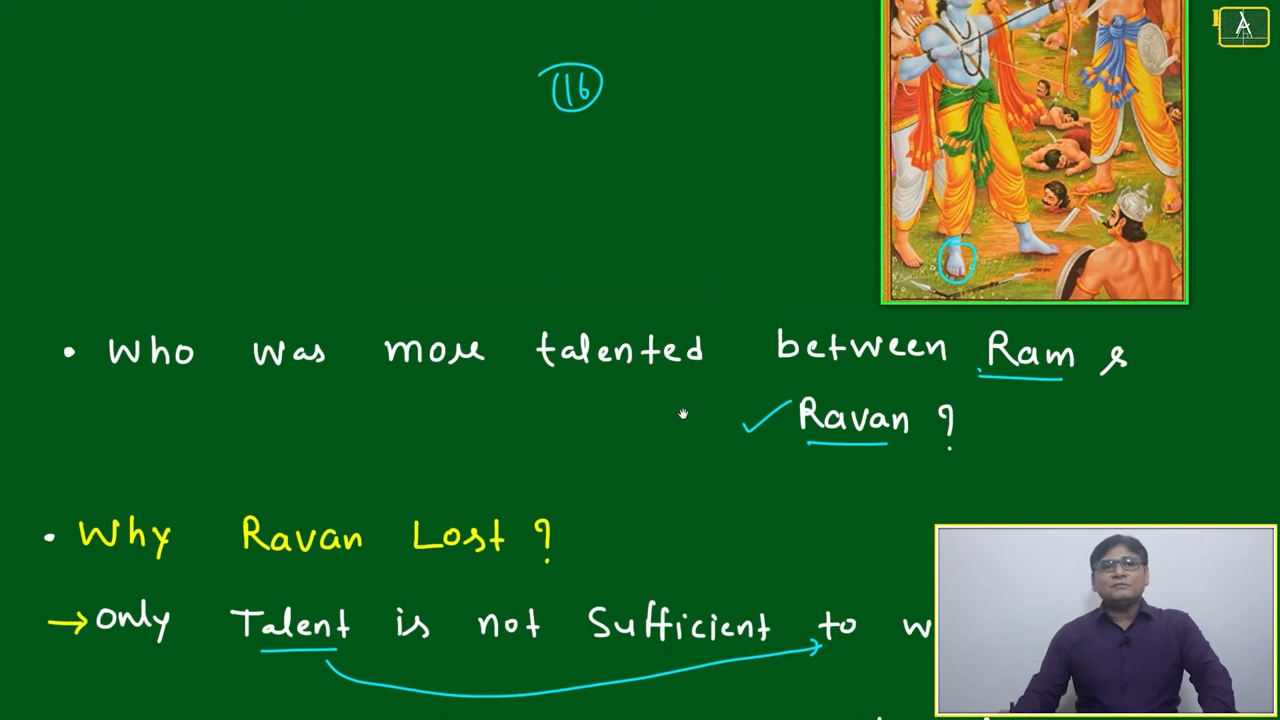 16
• Who was more talented between Ram &
Ravan ?
• Why Ravan Lost ?
→ Only Talent is not Sufficient to w